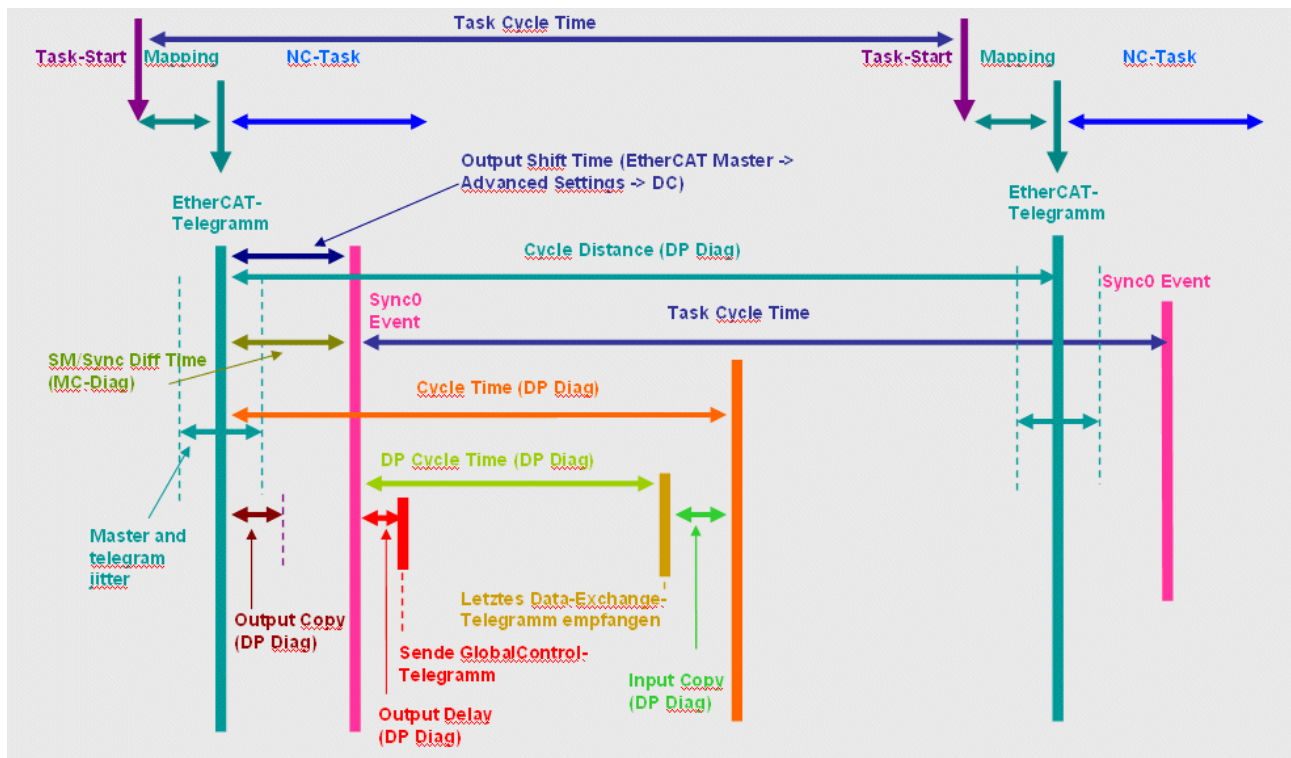 Task Cycle Time
Task-Start
Mapping
NC-Task
Task-Start
Mapping
NC-Task
Output Shift Time (EtherCAT Master ->
Advanced Settings -> DC)
EtherCAT-
Telegramm
EtherCAT-
Telegramm
Cycle Distance (DP Diag)
Sync0 Event
Sync0
Event
Task Cycle Time
SM/Sync Diff Time
(MC-Diag)
Cycle Time (DP Diag)
DP Cycle Time (DP Diag)
Master and
telegram
jitter
Output Copy
(DP Diag)
Letztes Data-Exchange-
Telegramm empfangen
Sende GlobalControl-
Telegramm
Input Copy
(DP Diag)
Output Delay
(DP Diag)